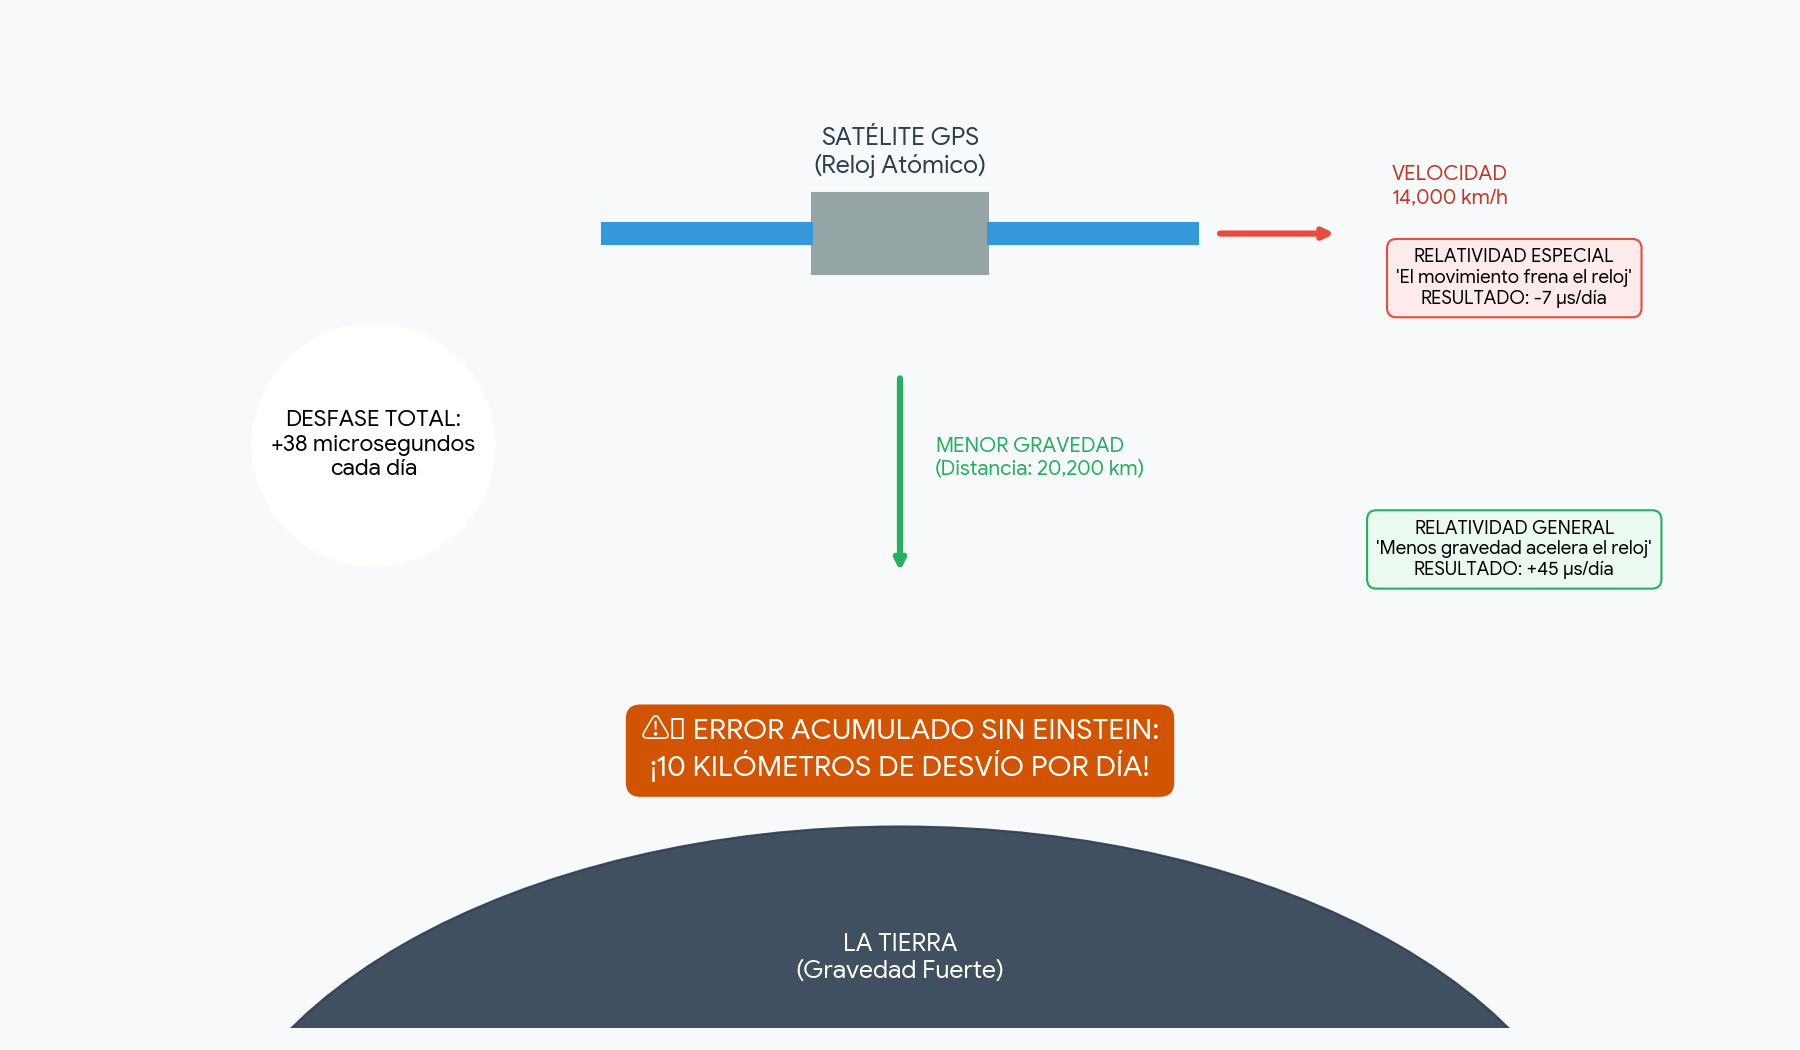 SATÉLITE GPS
(Reloj Atómico)
VELOCIDAD
14,000 km/h
RELATIVIDAD ESPECIAL
'El movimiento frena el reloj'
RESULTADO: -7 µs/día
DESFASE TOTAL:
+38 microsegundos
cada día
MENOR GRAVEDAD
(Distancia: 20,200 km)
RELATIVIDAD GENERAL
'Menos gravedad acelera el reloj'
RESULTADO: +45 µs/día
⚠▯ ERROR ACUMULADO SIN EINSTEIN:
¡10 KILÓMETROS DE DESVÍO POR DÍA!
LA TIERRA
(Gravedad Fuerte)